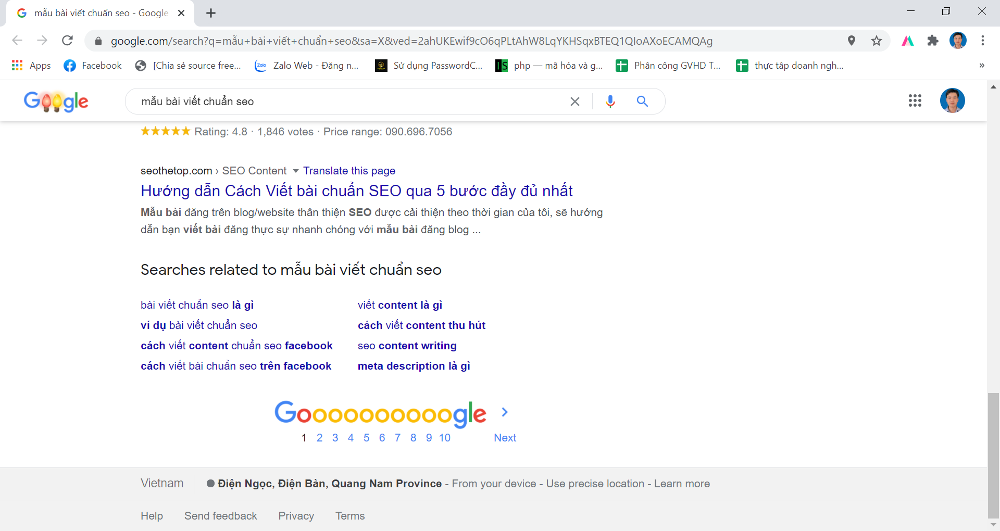 mẫu bài viết chuẩn seo - Google
google.com/search?q=mẫu+bài+viết+chuẩn+seo&sa=X&ved=2ahUKEwif9cO6qPLtAhW8LqYKHSqxBTEQ1QIoAXoECAMQAg
Apps Facebook [Chia sẻ source free... Zalo Web - Đăng n... Sử dụng PasswordC... php — mã hóa và g... Phân công GVHD T... thực tâp doanh ngh... »
Google mẫu bài viết chuẩn seo
Rating: 4.8 · 1,846 votes · Price range: 090.696.7056
seothetop.com › SEO Content Translate this page
Hướng dẫn Cách Viết bài chuẩn SEO qua 5 bước đầy đủ nhất
Mẫu bài đăng trên blog/website thân thiện SEO được cải thiện theo thời gian của tôi, sẽ hướng
dẫn bạn viết bài đăng thực sự nhanh chóng với mẫu bài đăng blog ...
Searches related to mẫu bài viết chuẩn seo
bài viết chuẩn seo là gì
ví dụ bài viết chuẩn seo
cách viết content chuẩn seo facebook
cách viết bài chuẩn seo trên facebook
viết content là gì
cách viết content thu hút
seo content writing
meta description là gì
Goooooooooogle
1 2 3 4 5 6 7 8 9 10 Next
Vietnam Điện Ngọc, Điện Bàn, Quang Nam Province - From your device - Use precise location - Learn more
Help Send feedback Privacy Terms